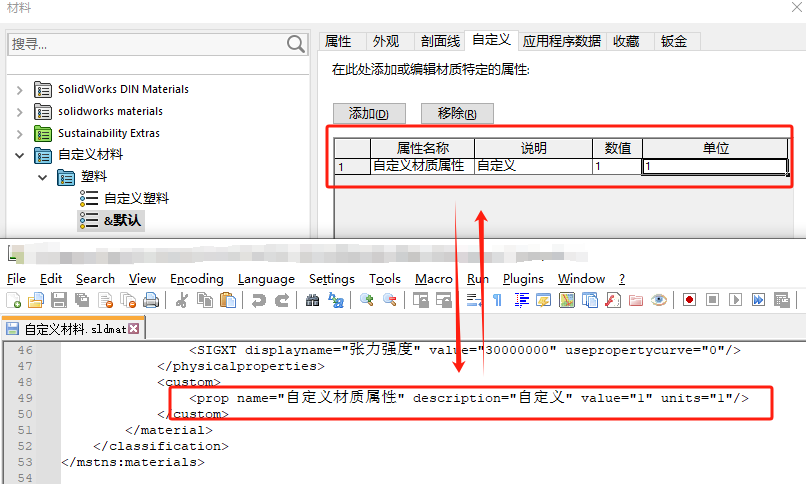 材料
搜寻...
SolidWorks DIN Materials
solidworks materials
Sustainability Extras
自定义材料
塑料
自定义塑料
&默认
属性 外观 剖面线 自定义 应用程序数据 收藏 钣金
在此处添加或编辑材质特定的属性:
添加(D) 移除(R)
属性名称 说明 数值 单位
1 自定义材质属性 自定义 1 1
File Edit Search View Encoding Language Settings Tools Macro Run Plugins Window ?
自定义材料.sldmat
46 <SIGXT displayname="张力强度" value="30000000" usepropertycurve="0"/>
47 </physicalproperties>
48 <custom>
49 <prop name="自定义材质属性" description="自定义" value="1" units="1"/>
50 </custom>
51 </material>
52 </classification>
53 </mstns:materials>
54